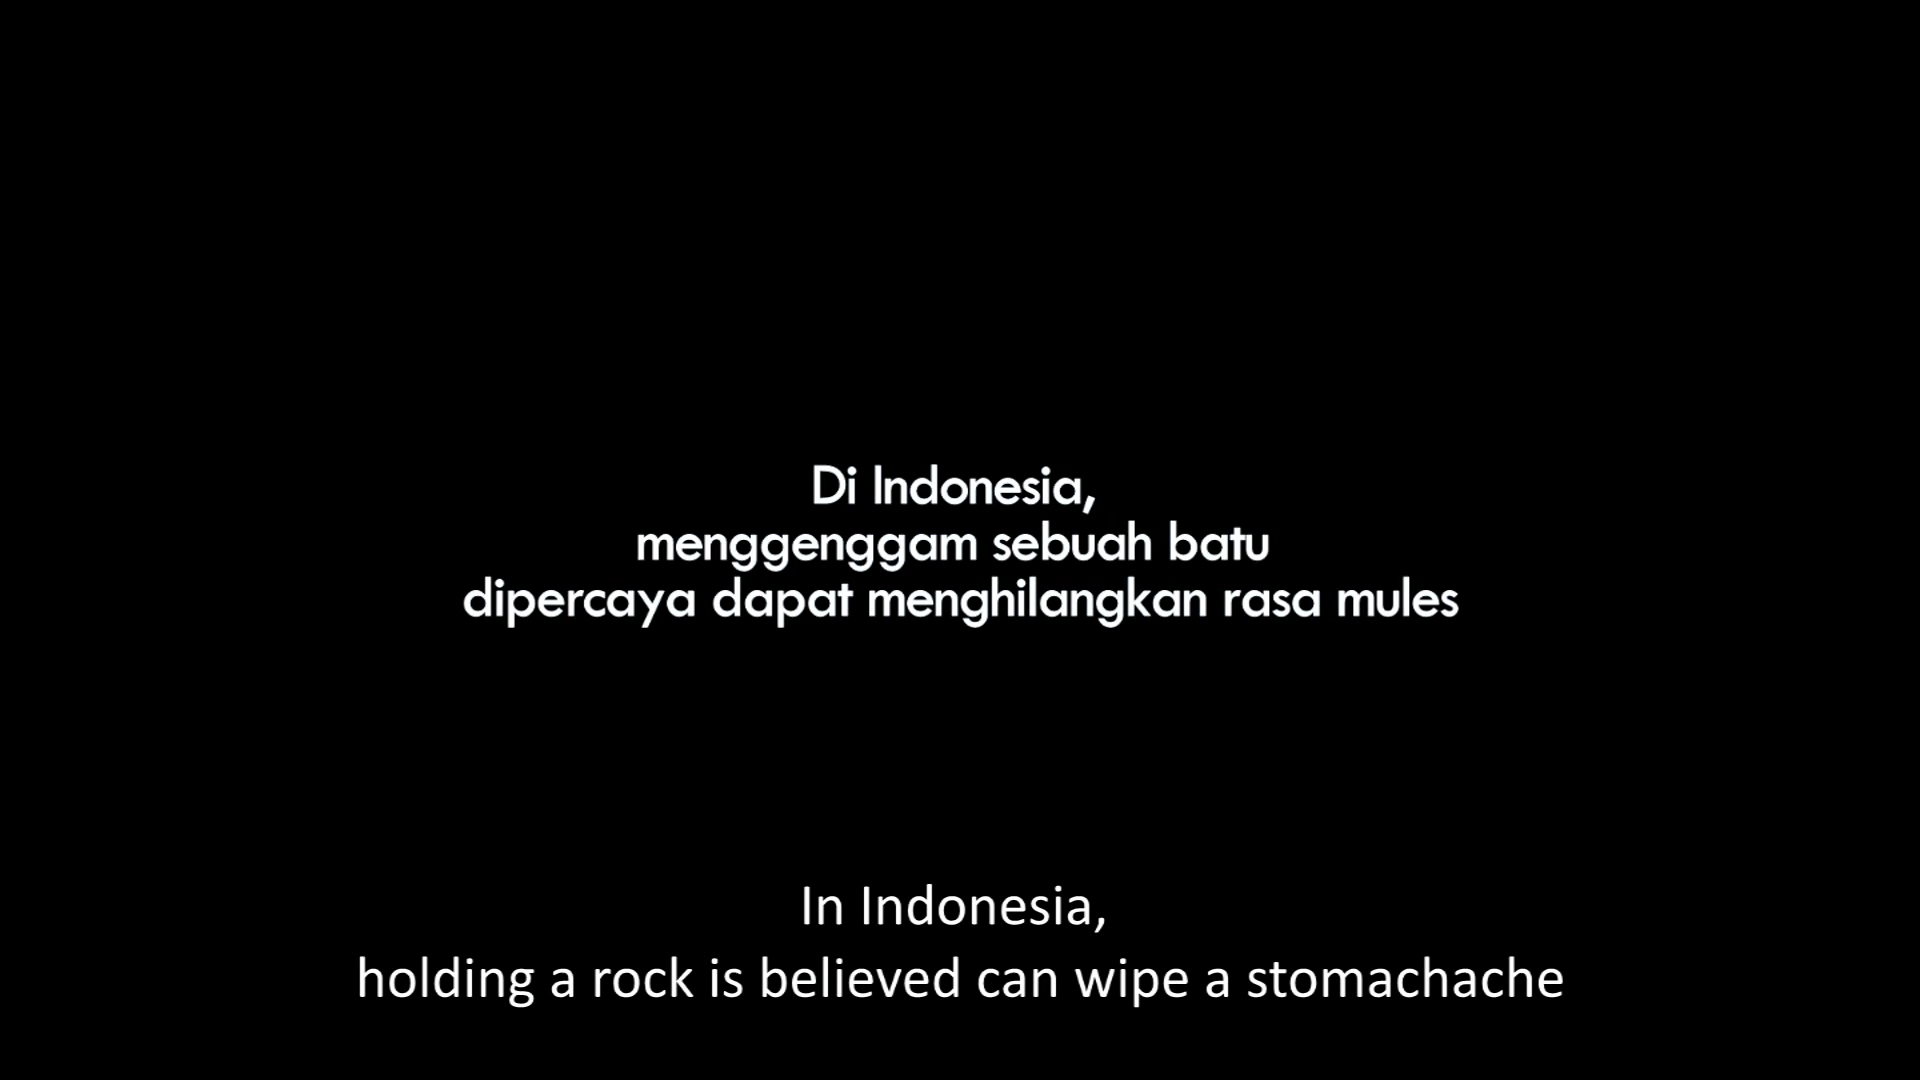 Di Indonesia,
menggenggam sebuah batu
dipercaya dapat menghilangkan rasa mules
In Indonesia,
holding a rock is believed can wipe a stomachache